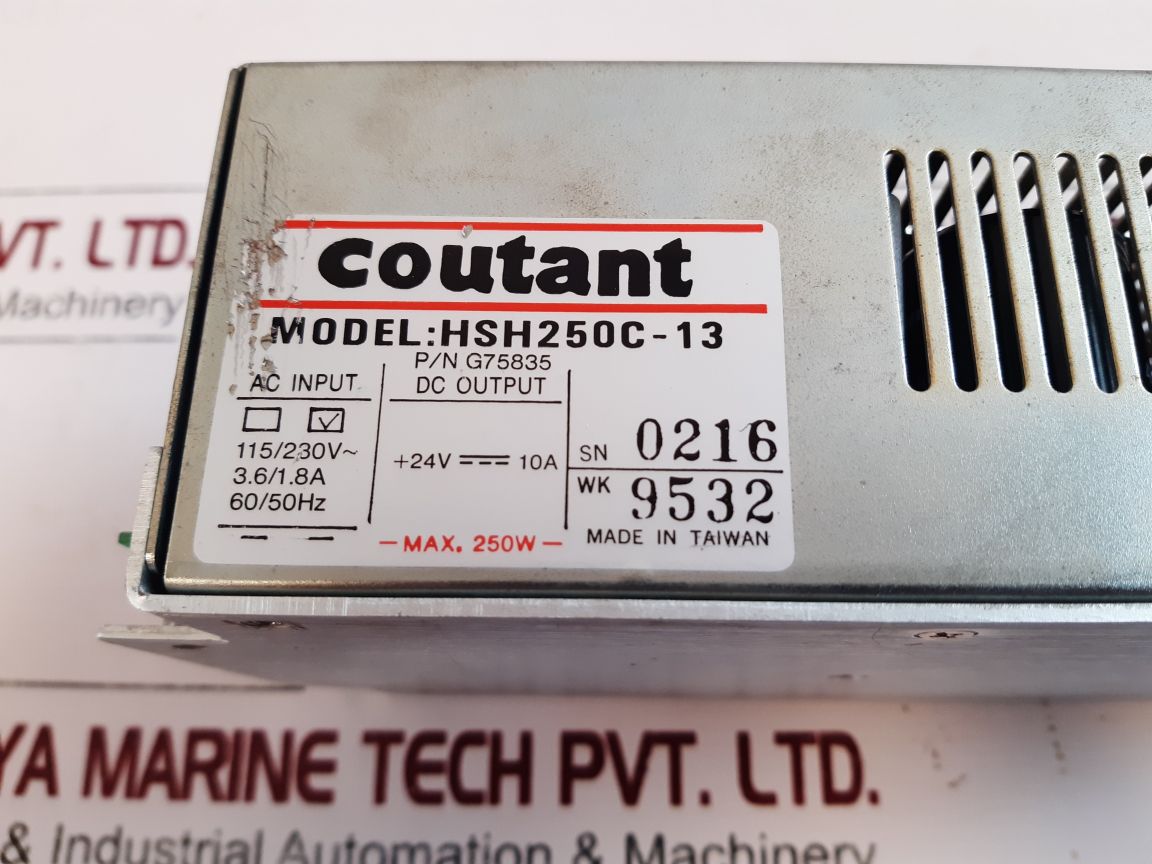 PVT. LTD.
Machinery
coutant
MODEL:HSH250C-13
P/N G75835
AC INPUT
115/230V~
3.6/1.8A
60/50Hz
DC OUTPUT
+24V ⎓ 10A
—MAX. 250W—
SN 0216
WK 9532
MADE IN TAIWAN
YA MARINE TECH PVT. LTD.
& Industrial Automation & Machinery